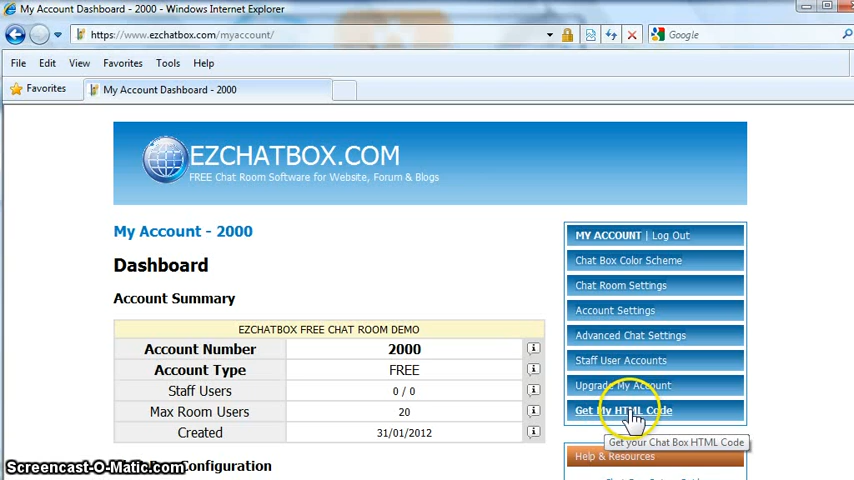 My Account Dashboard - 2000 - Windows Internet Explorer
https://www.ezchatbox.com/myaccount/
Google
File Edit View Favorites Tools Help
Favorites
My Account Dashboard - 2000
EZCHATBOX.COM
FREE Chat Room Software for Website, Forum & Blogs
My Account - 2000
Dashboard
Account Summary
EZCHATBOX FREE CHAT ROOM DEMO
Account Number 2000
Account Type FREE
Staff Users 0 / 0
Max Room Users 20
Created 31/01/2012
MY ACCOUNT | Log Out
Chat Box Color Scheme
Chat Room Settings
Account Settings
Advanced Chat Settings
Staff User Accounts
Upgrade My Account
Get My HTML Code
Get your Chat Box HTML Code
Help & Resources
Screencast-O-Matic.com
Configuration